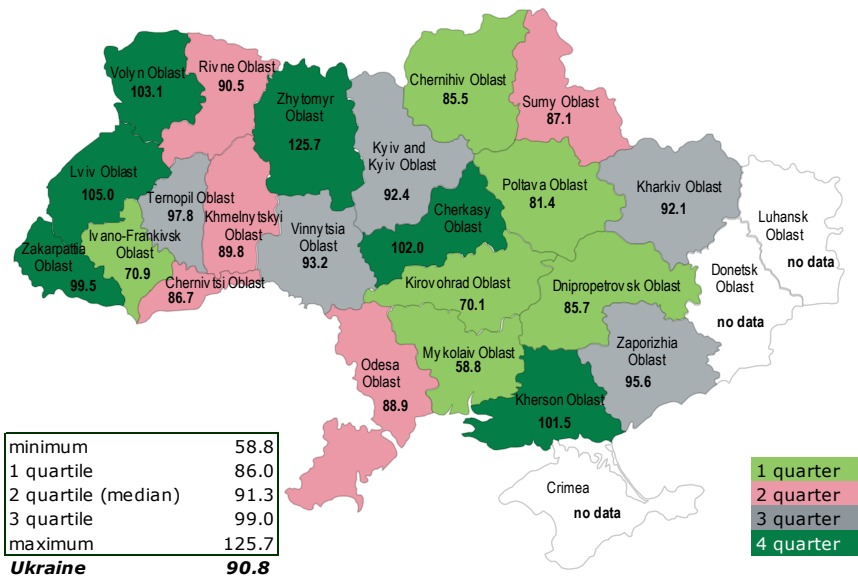 Volyn Oblast
103.1
Rivne Oblast
90.5
Zhytomyr
Oblast
125.7
Chernihiv Oblast
85.5
Sumy Oblast
87.1
Kyiv and
Kyiv Oblast
92.4
Lviv Oblast
105.0
Ternopil Oblast
97.8
Khmelnytskyi
Oblast
89.8
Vinnytsia
Oblast
93.2
Cherkasy
Oblast
102.0
Poltava Oblast
81.4
Kharkiv Oblast
92.1
Luhansk
Oblast
no data
Zakarpattia
Oblast
99.5
Ivano-Frankivsk
Oblast
70.9
Chernivtsi Oblast
86.7
Kirovohrad Oblast
70.1
Dnipropetrovsk Oblast
85.7
Donetsk
Oblast
no data
Odesa
Oblast
88.9
Mykolaiv Oblast
58.8
Zaporizhia
Oblast
95.6
Kherson Oblast
101.5
Crimea
no data
minimum 58.8
1 quartile 86.0
2 quartile (median) 91.3
3 quartile 99.0
maximum 125.7
Ukraine 90.8
1 quarter
2 quarter
3 quarter
4 quarter